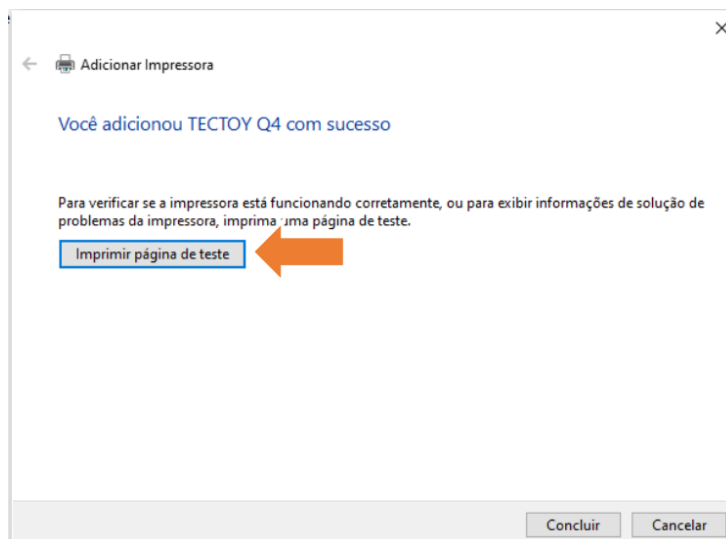 Adicionar Impressora
Você adicionou TECTOY Q4 com sucesso
Para verificar se a impressora está funcionando corretamente, ou para exibir informações de solução de
problemas da impressora, imprima uma página de teste.
Imprimir página de teste
Concluir
Cancelar